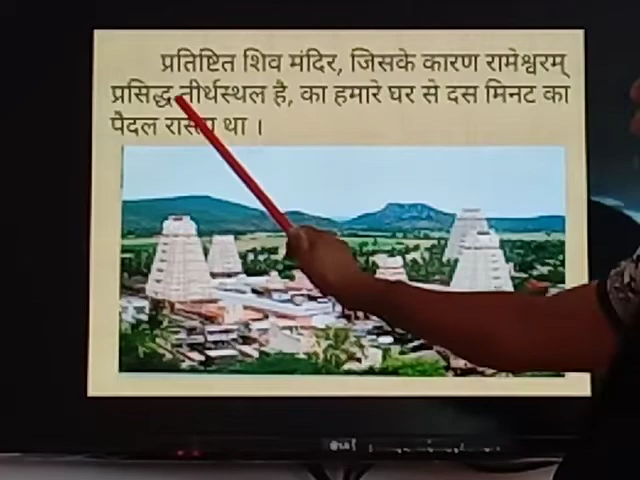 प्रतिष्टित शिव मंदिर, जिसके कारण रामेश्वरम्
प्रसिद्ध तीर्थस्थल है, का हमारे घर से दस मिनट का
पैदल रास्ता था ।